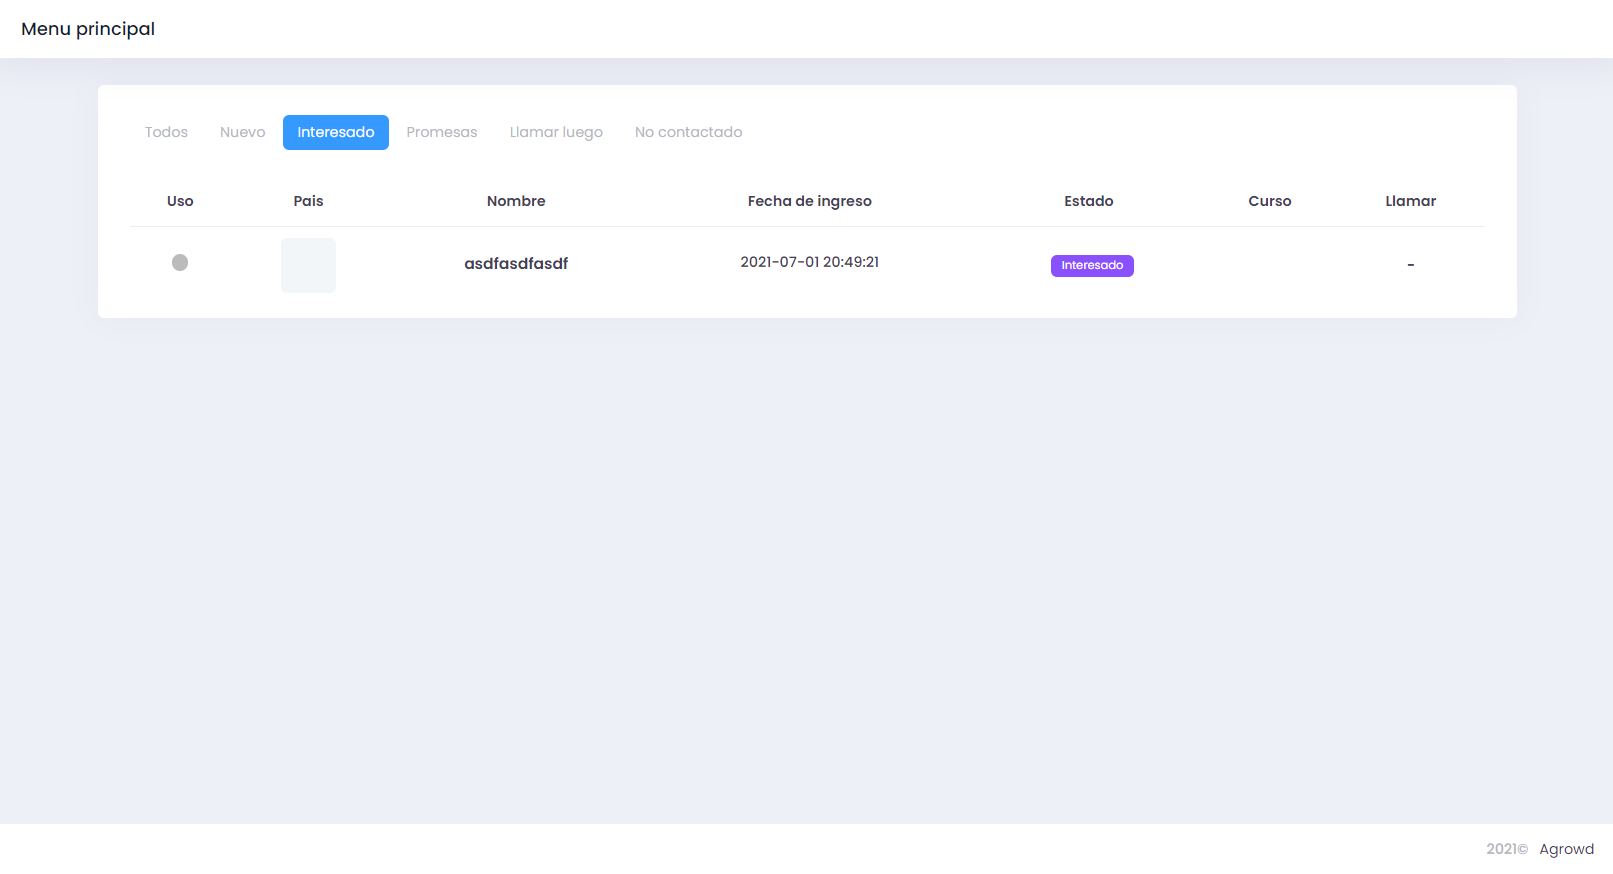 Menu principal
Todos Nuevo Interesado Promesas Llamar luego No contactado
Uso Pais Nombre Fecha de ingreso Estado Curso Llamar
asdfasdfasdf 2021-07-01 20:49:21 Interesado -
2021© Agrowd